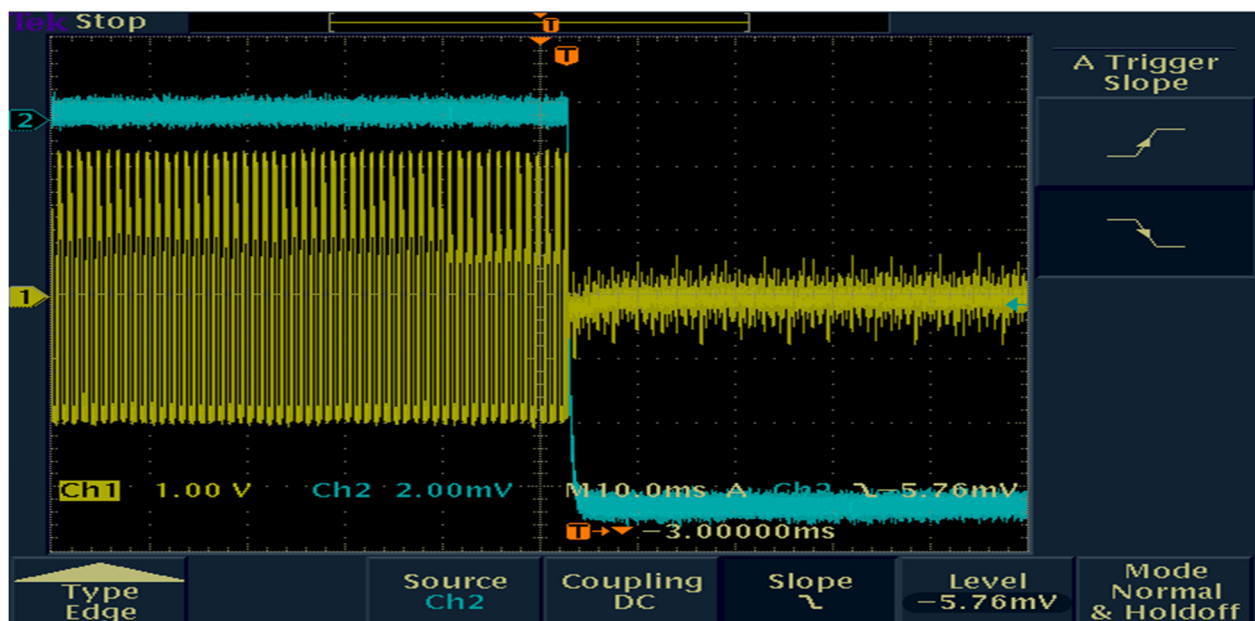 Tek Stop
T
T
A Trigger
Slope
2
1
Ch1 1.00 V Ch2 2.00mV M 10.0ms A Ch2 −5.76mV
T → −3.00000ms
Type
Edge
Source
Ch2
Coupling
DC
Slope
Level
−5.76mV
Mode
Normal
& Holdoff